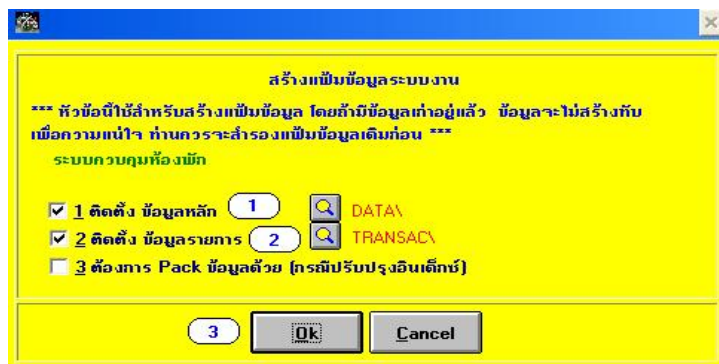 สร้างแฟ้มข้อมูลระบบงาน
*** หัวข้อนี้ใช้สำหรับสร้างแฟ้มข้อมูล โดยถ้ามีข้อมูลเก่าอยู่แล้ว ข้อมูลจะไม่สร้างทับ
เพื่อความแน่ใจ ท่านควรจะสำรองแฟ้มข้อมูลเดิมก่อน ***
ระบบควบคุมห้องพัก
1 ติดตั้ง ข้อมูลหลัก 1 DATA\
2 ติดตั้ง ข้อมูลรายการ 2 TRANSAC\
3 ต้องการ Pack ข้อมูลด้วย (กรณีปรับปรุงอินเด็กซ์)
3 Ok Cancel